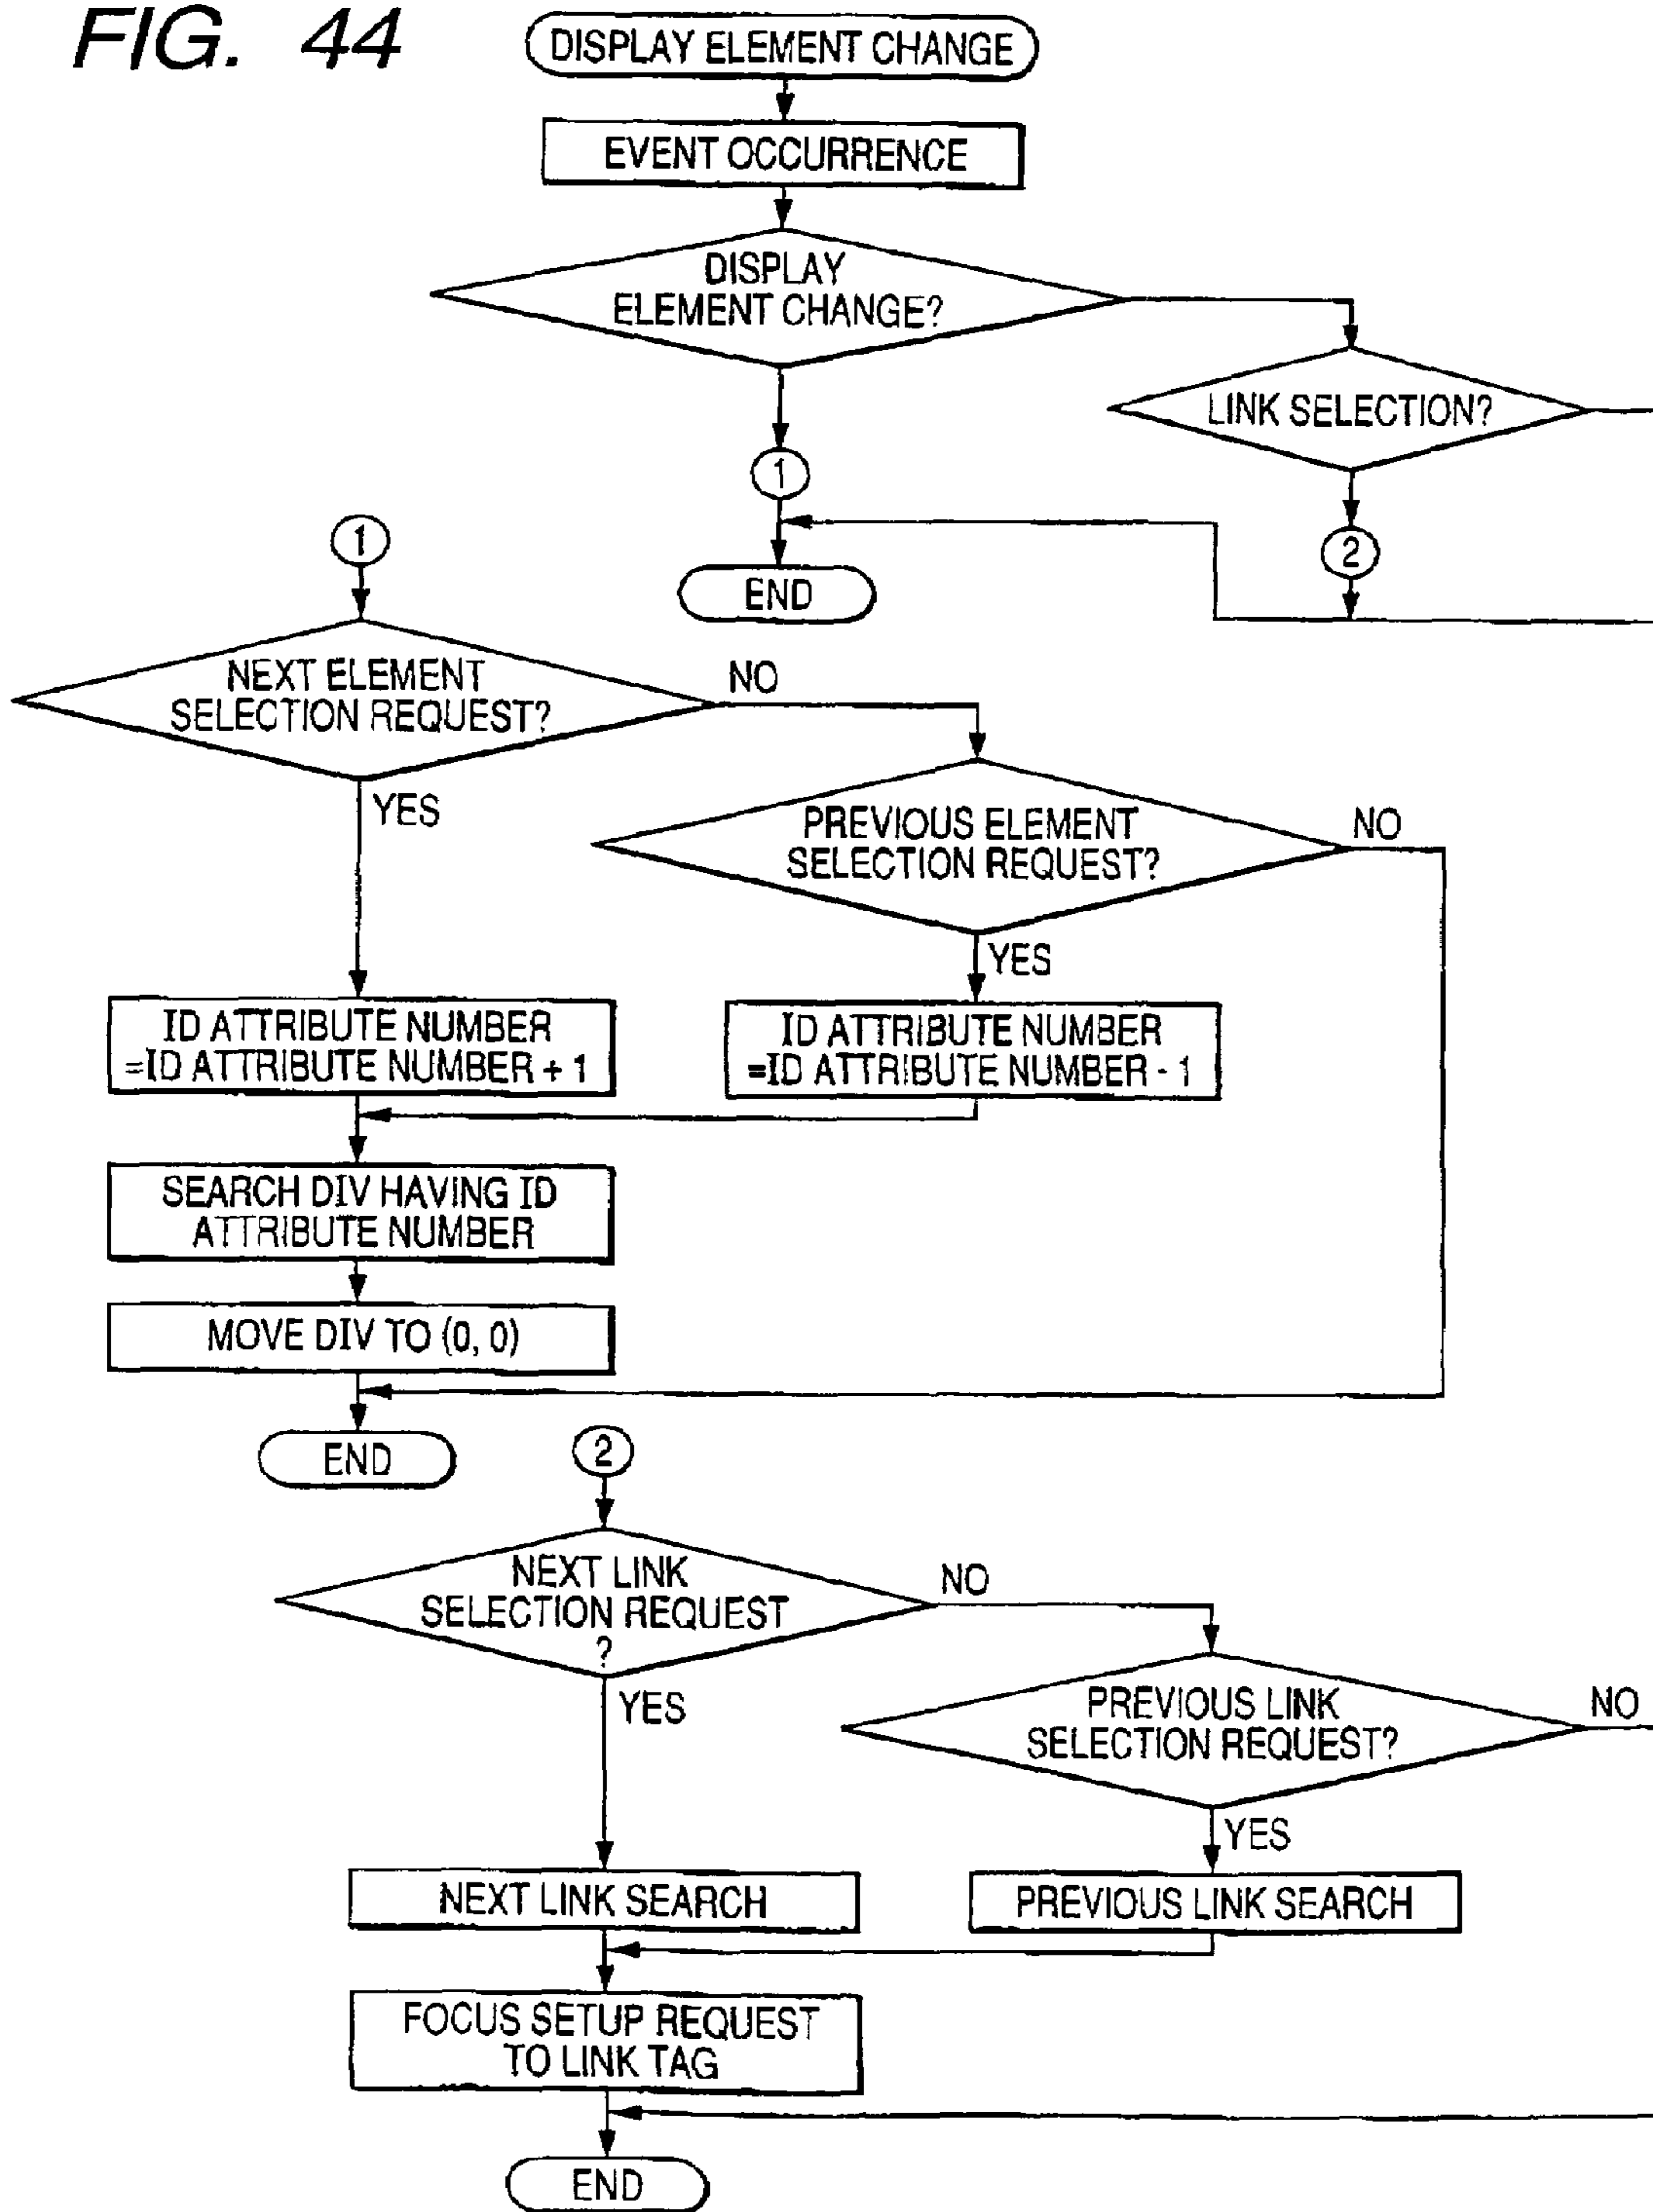 FIG. 44
DISPLAY ELEMENT CHANGE
EVENT OCCURRENCE
DISPLAY
ELEMENT CHANGE?
LINK SELECTION?
1
2
END
1
NEXT ELEMENT
SELECTION REQUEST?
NO
YES
PREVIOUS ELEMENT
SELECTION REQUEST?
NO
YES
ID ATTRIBUTE NUMBER
=ID ATTRIBUTE NUMBER + 1
ID ATTRIBUTE NUMBER
=ID ATTRIBUTE NUMBER - 1
SEARCH DIV HAVING ID
ATTRIBUTE NUMBER
MOVE DIV TO (0, 0)
END
2
NEXT LINK
SELECTION REQUEST
?
NO
YES
PREVIOUS LINK
SELECTION REQUEST?
NO
YES
NEXT LINK SEARCH
PREVIOUS LINK SEARCH
FOCUS SETUP REQUEST
TO LINK TAG
END